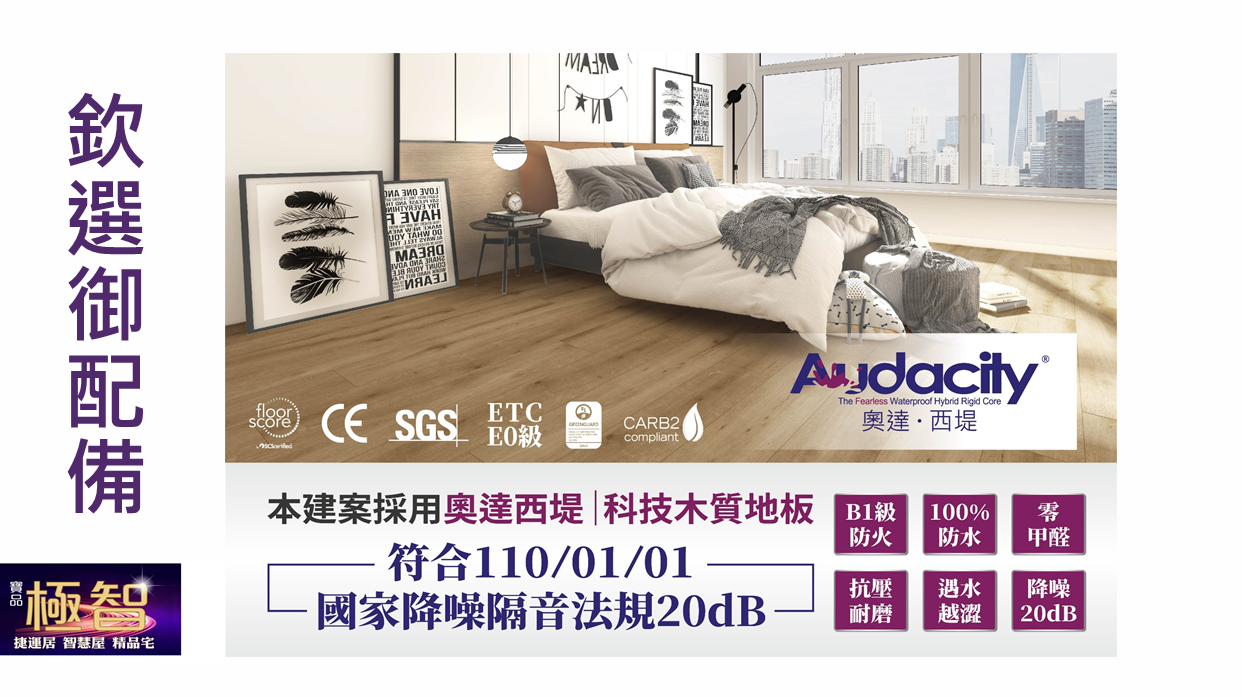 欽選御配備
DREAM
floor
score
SCScertified
CE
SGS
ETC
E0級
GREENGUARD
CARB2
compliant
Audacity®
The Fearless Waterproof Hybrid Rigid Core
奧達·西堤
本建案採用奧達西堤|科技木質地板
符合110/01/01
國家降噪隔音法規20dB
B1級
防火
100%
防水
零
甲醛
抗壓
耐磨
遇水
越澀
降噪
20dB
寶品
極智
捷運居 智慧屋 精品宅